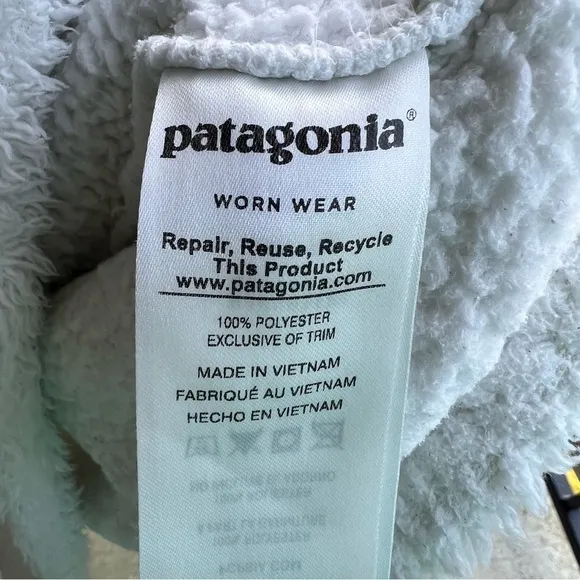 patagonia®
WORN WEAR
Repair, Reuse, Recycle
This Product
www.patagonia.com
100% POLYESTER
EXCLUSIVE OF TRIM
MADE IN VIETNAM
FABRIQUÉ AU VIETNAM
HECHO EN VIETNAM